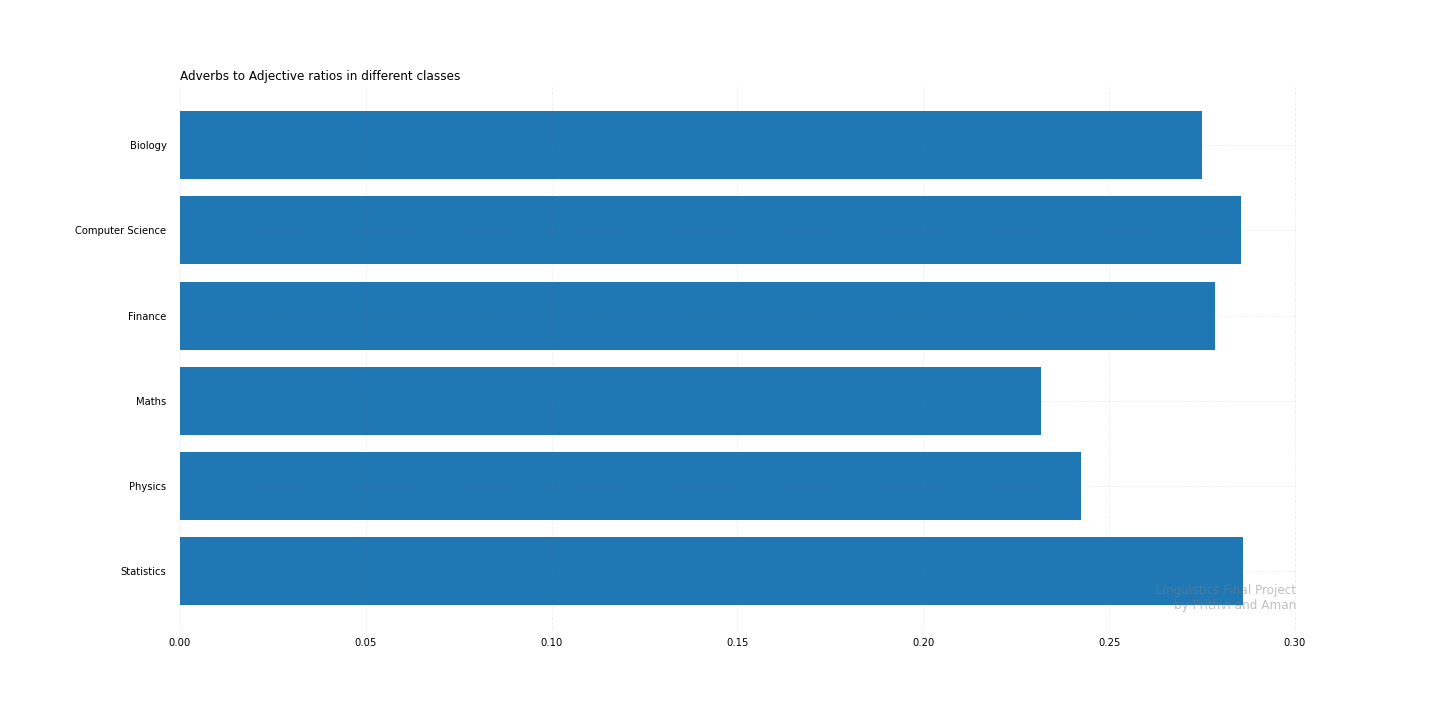 Adverbs to Adjective ratios in different classes
Biology
Computer Science
Finance
Maths
Physics
Statistics
Linguistics Final Project
by Prithvi and Aman
0.00 0.05 0.10 0.15 0.20 0.25 0.30